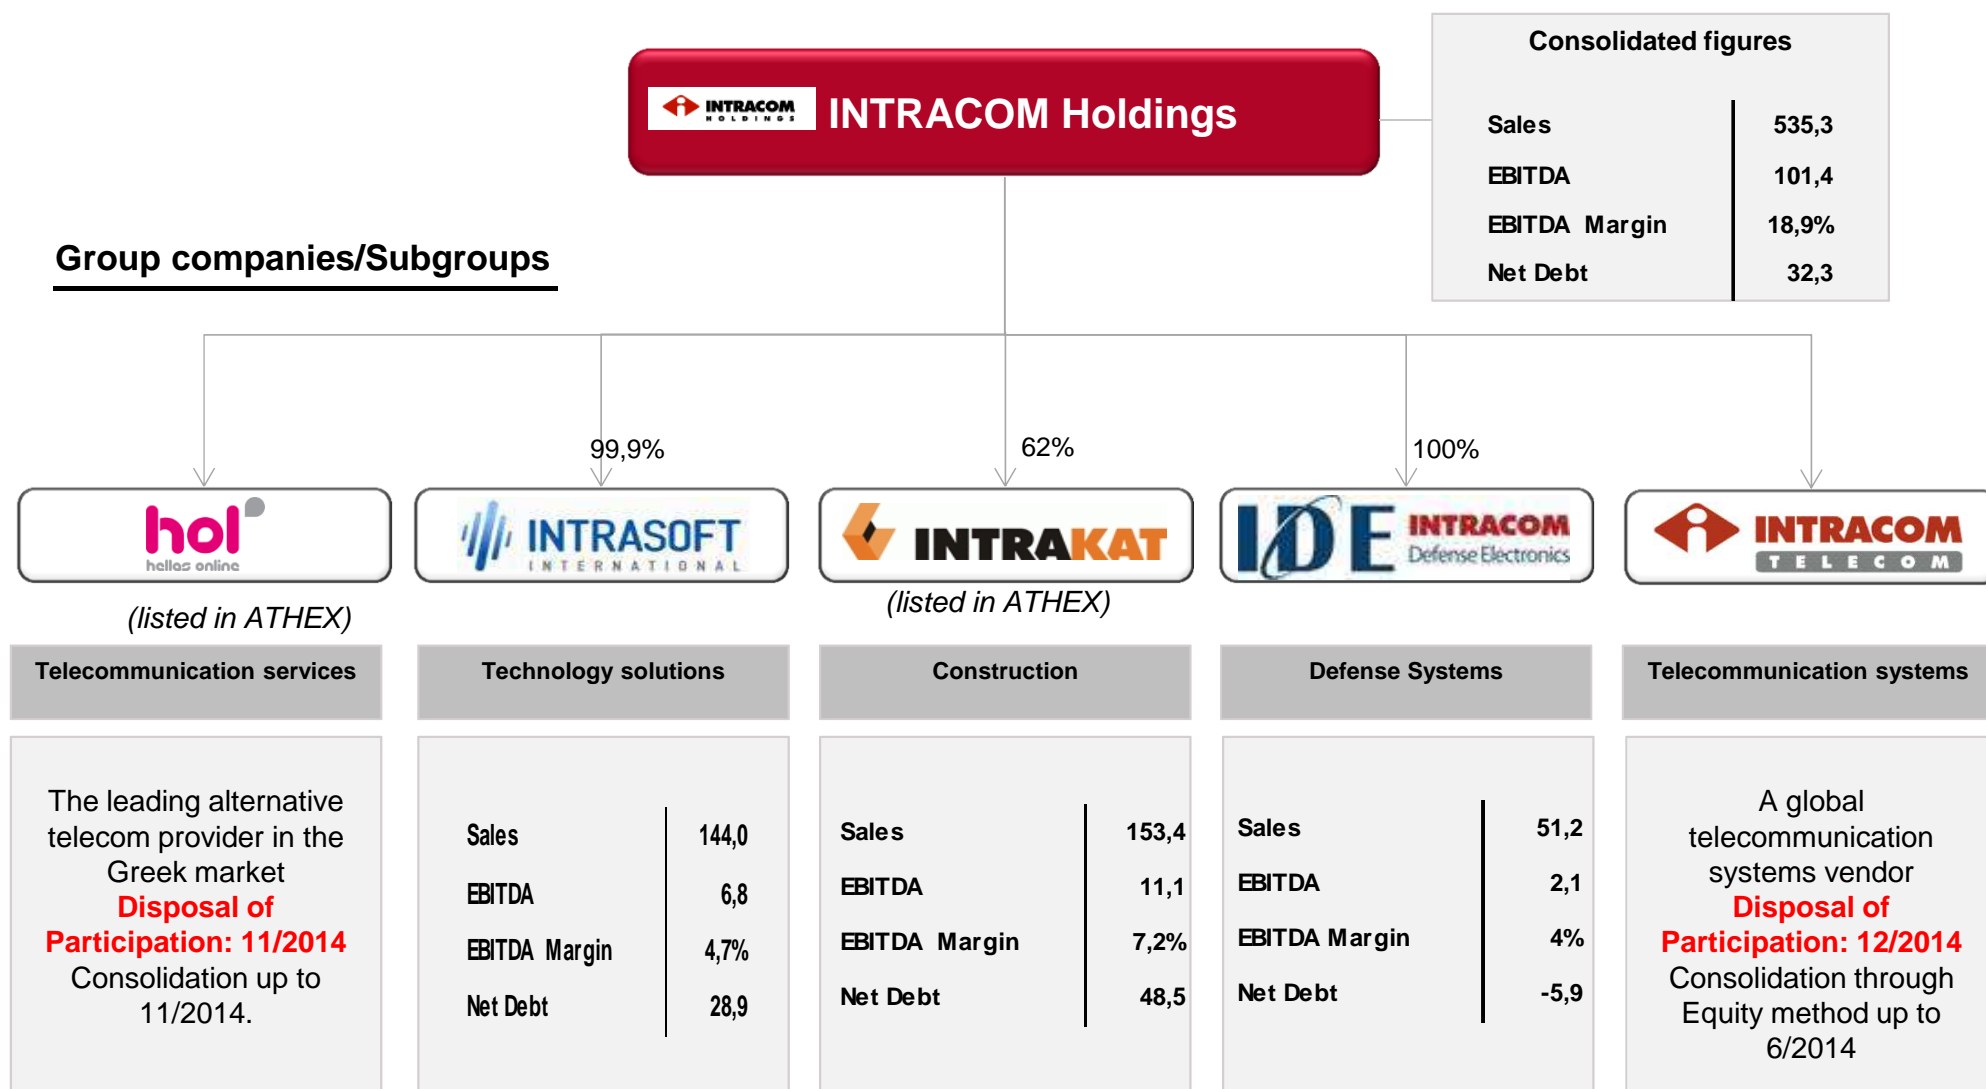 Consolidated figures
INTRACOM
HOLDINGS
INTRACOM Holdings
Sales 535,3
EBITDA 101,4
EBITDA Margin 18,9%
Net Debt 32,3
Group companies/Subgroups
99,9%
62%
100%
hol
hellas online
INTRASOFT
INTERNATIONAL
INTRAKAT
IDE
INTRACOM
Defense Electronics
INTRACOM
TELECOM
(listed in ATHEX)
(listed in ATHEX)
Telecommunication services
Technology solutions
Construction
Defense Systems
Telecommunication systems
The leading alternative
telecom provider in the
Greek market
Disposal of
Participation: 11/2014
Consolidation up to
11/2014.
Sales 144,0
EBITDA 6,8
EBITDA Margin 4,7%
Net Debt 28,9
Sales 153,4
EBITDA 11,1
EBITDA Margin 7,2%
Net Debt 48,5
Sales 51,2
EBITDA 2,1
EBITDA Margin 4%
Net Debt -5,9
A global
telecommunication
systems vendor
Disposal of
Participation: 12/2014
Consolidation through
Equity method up to
6/2014